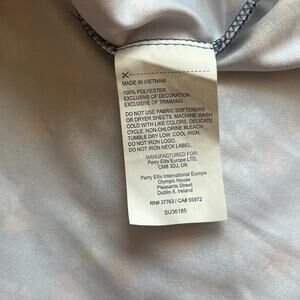 MADE IN VIETNAM
100% POLYESTER
EXCLUSIVE OF DECORATION
EXCLUSIVE OF TRIMMING
DO NOT USE FABRIC SOFTENERS
OR DRYER SHEETS. MACHINE WASH
COLD WITH LIKE COLORS. DELICATE
CYCLE. NON-CHLORINE BLEACH.
TUMBLE DRY LOW. COOL IRON.
DO NOT IRON LOGO.
DO NOT IRON NECK LABEL.
MANUFACTURED FOR:
Perry Ellis Europe LTD,
CM8 3DJ, UK
Perry Ellis International Europe
Olympic House
Pleasants Street
Dublin 8, Ireland
RN# 37763 / CA# 55972
SU36185